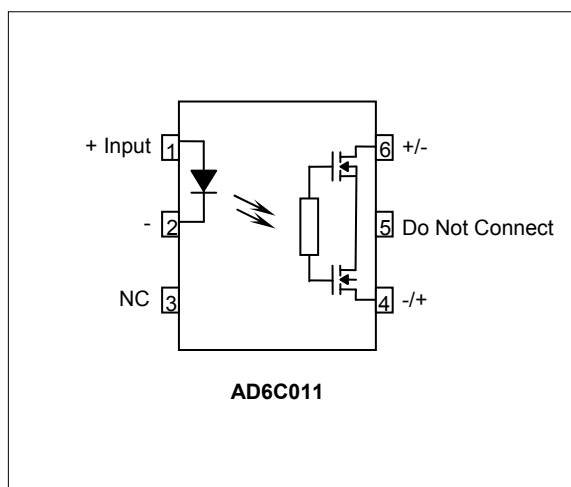 + Input 1
6 +/-
- 2
5 Do Not Connect
NC 3
4 -/+
AD6C011